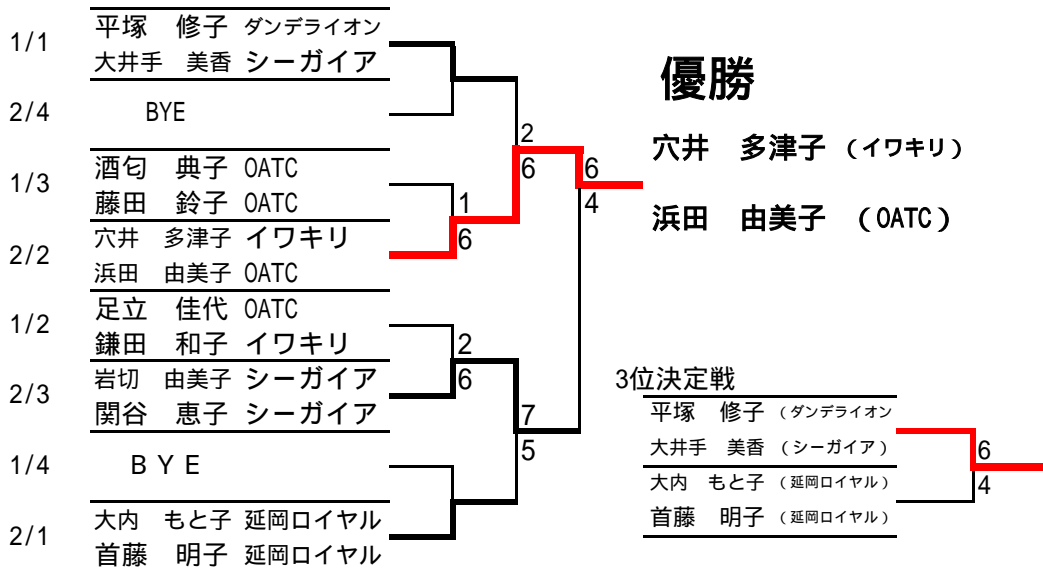 1/1
平塚　修子 ダンデライオン
大井手　美香 シーガイア
2/4
BYE
1/3
酒匂　典子 OATC
藤田　鈴子 OATC
2/2
穴井　多津子 イワキリ
浜田　由美子 OATC
1/2
足立　佳代 OATC
鎌田　和子 イワキリ
2/3
岩切　由美子 シーガイア
関谷　恵子 シーガイア
1/4
ＢＹＥ
2/1
大内　もと子 延岡ロイヤル
首藤　明子 延岡ロイヤル
1
6
2
6
2
6
7
5
6
4
優勝
穴井　多津子 （イワキリ）
浜田　由美子 （OATC）
3位決定戦
平塚　修子 （ダンデライオン
大井手　美香 （シーガイア）
大内　もと子 （延岡ロイヤル）
首藤　明子 （延岡ロイヤル）
6
4